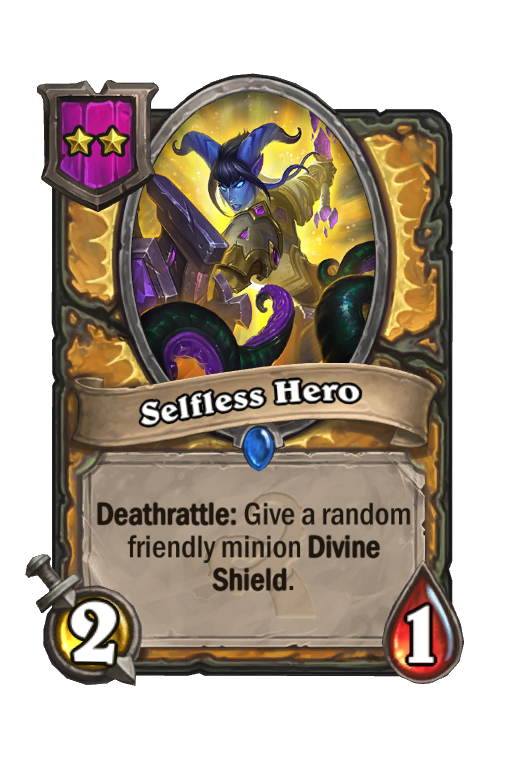 Selfless Hero
Deathrattle: Give a random
friendly minion Divine
Shield.
2
1